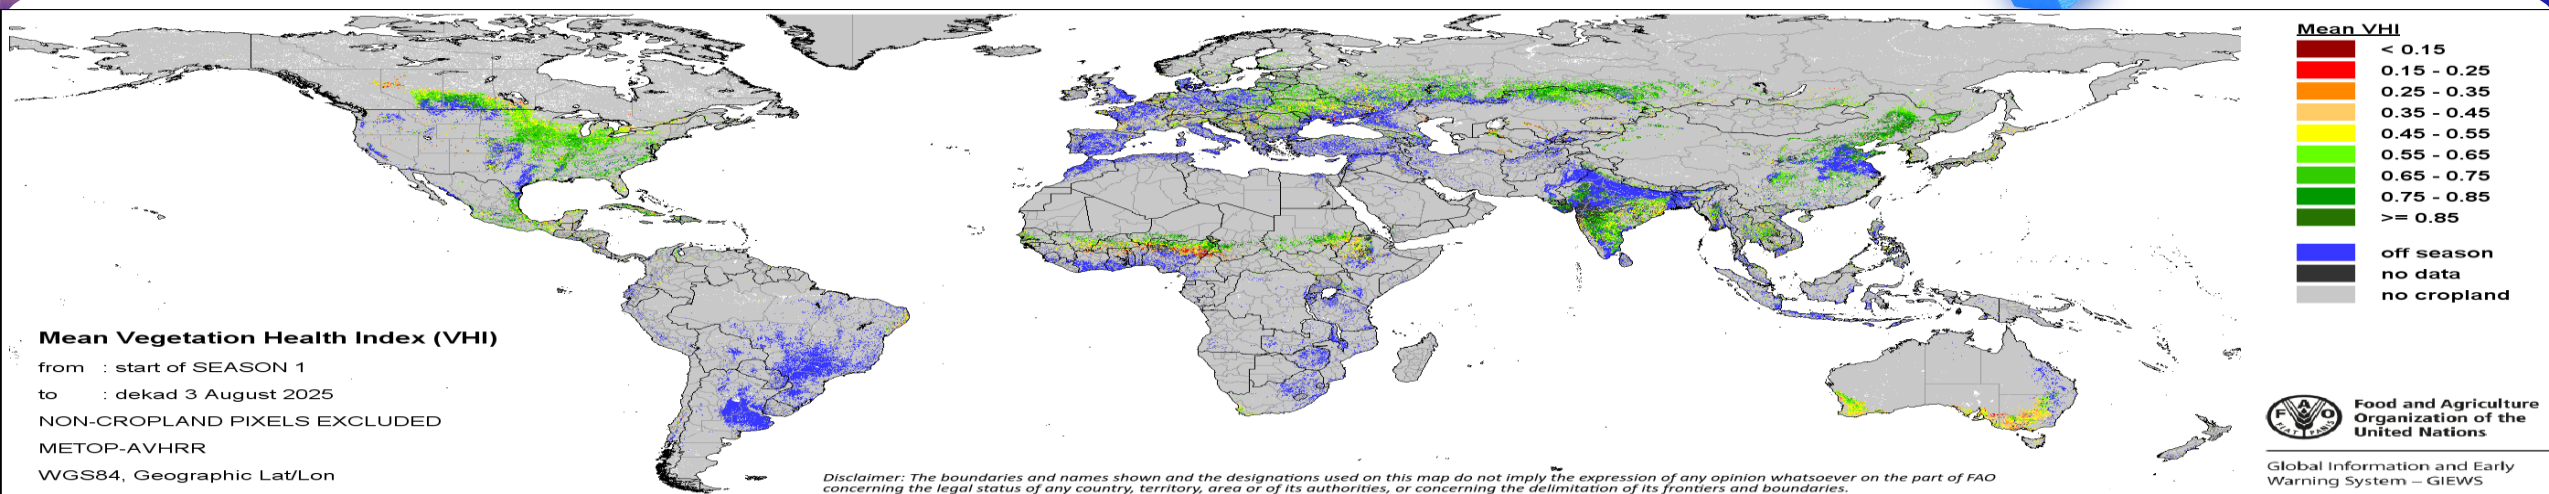 Mean VHI
< 0.15
0.15 - 0.25
0.25 - 0.35
0.35 - 0.45
0.45 - 0.55
0.55 - 0.65
0.65 - 0.75
0.75 - 0.85
>= 0.85
off season
no data
no cropland
Mean Vegetation Health Index (VHI)
from : start of SEASON 1
to : dekad 3 August 2025
NON-CROPLAND PIXELS EXCLUDED
METOP-AVHRR
WGS84, Geographic Lat/Lon
Disclaimer: The boundaries and names shown and the designations used on this map do not imply the expression of any opinion whatsoever on the part of FAO
concerning the legal status of any country, territory, area or of its authorities, or concerning the delimitation of its frontiers and boundaries.
FAO
FIAT PANIS
Food and Agriculture
Organization of the
United Nations
Global Information and Early
Warning System – GIEWS